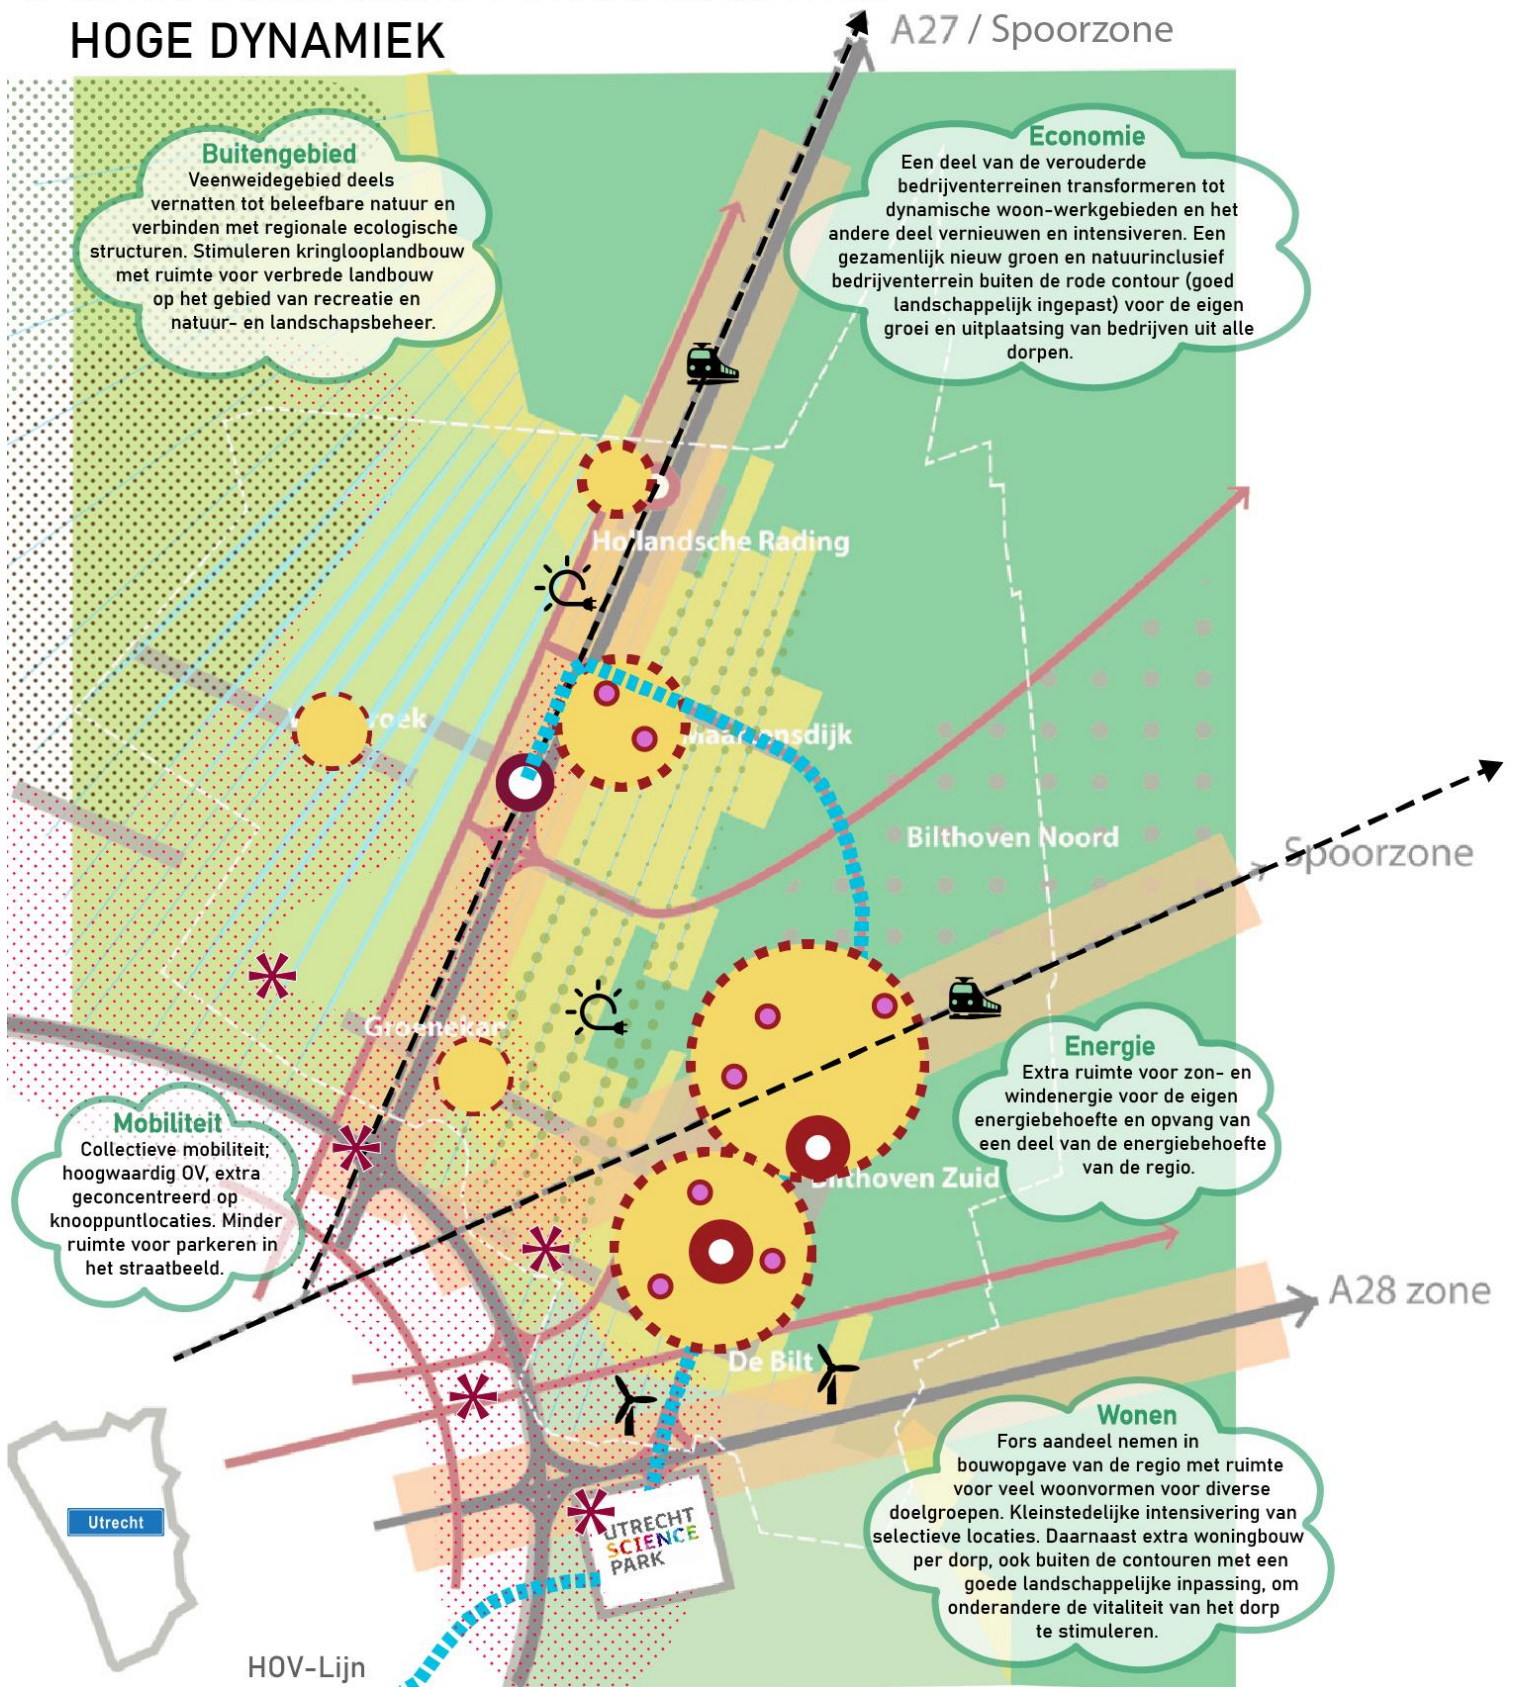 HOGE DYNAMIEK
A27 / Spoorzone
Buitengebied
Veenweidegebied deels
vernatten tot beleefbare natuur en
verbinden met regionale ecologische
structuren. Stimuleren kringlooplandbouw
met ruimte voor verbrede landbouw
op het gebied van recreatie en
natuur- en landschapsbeheer.
Economie
Een deel van de verouderde
bedrijventerreinen transformeren tot
dynamische woon-werkgebieden en het
andere deel vernieuwen en intensiveren. Een
gezamenlijk nieuw groen en natuurinclusief
bedrijventerrein buiten de rode contour (goed
landschappelijk ingepast) voor de eigen
groei en uitplaatsing van bedrijven uit alle
dorpen.
Hollandsche Rading
Maartensdijk
Bilthoven Noord
Spoorzone
Groenekan
Energie
Extra ruimte voor zon- en
windenergie voor de eigen
energiebehoefte en opvang van
een deel van de energiebehoefte
van de regio.
Mobiliteit
Collectieve mobiliteit;
hoogwaardig OV, extra
geconcentreerd op
knooppuntlocaties. Minder
ruimte voor parkeren in
het straatbeeld.
Bilthoven Zuid
A28 zone
De Bilt
Wonen
Fors aandeel nemen in
bouwopgave van de regio met ruimte
voor veel woonvormen voor diverse
doelgroepen. Kleinstedelijke intensivering van
selectieve locaties. Daarnaast extra woningbouw
per dorp, ook buiten de contouren met een
goede landschappelijke inpassing, om
onderandere de vitaliteit van het dorp
te stimuleren.
Utrecht
UTRECHT
SCIENCE
PARK
HOV-Lijn